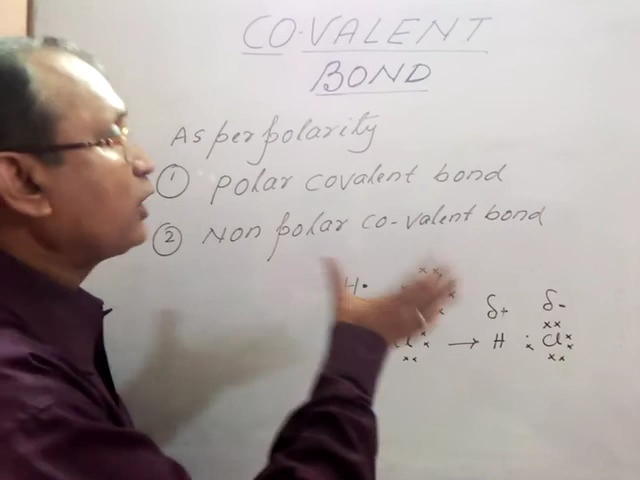 CO-VALENT
BOND
As per polarity
① polar covalent bond
② Non polar co-valent bond
H•
δ+ δ-
→ H : Cl